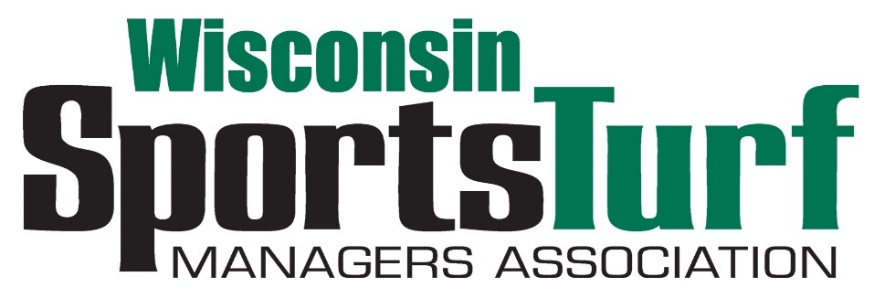 Wisconsin
SportsTurf
MANAGERS ASSOCIATION